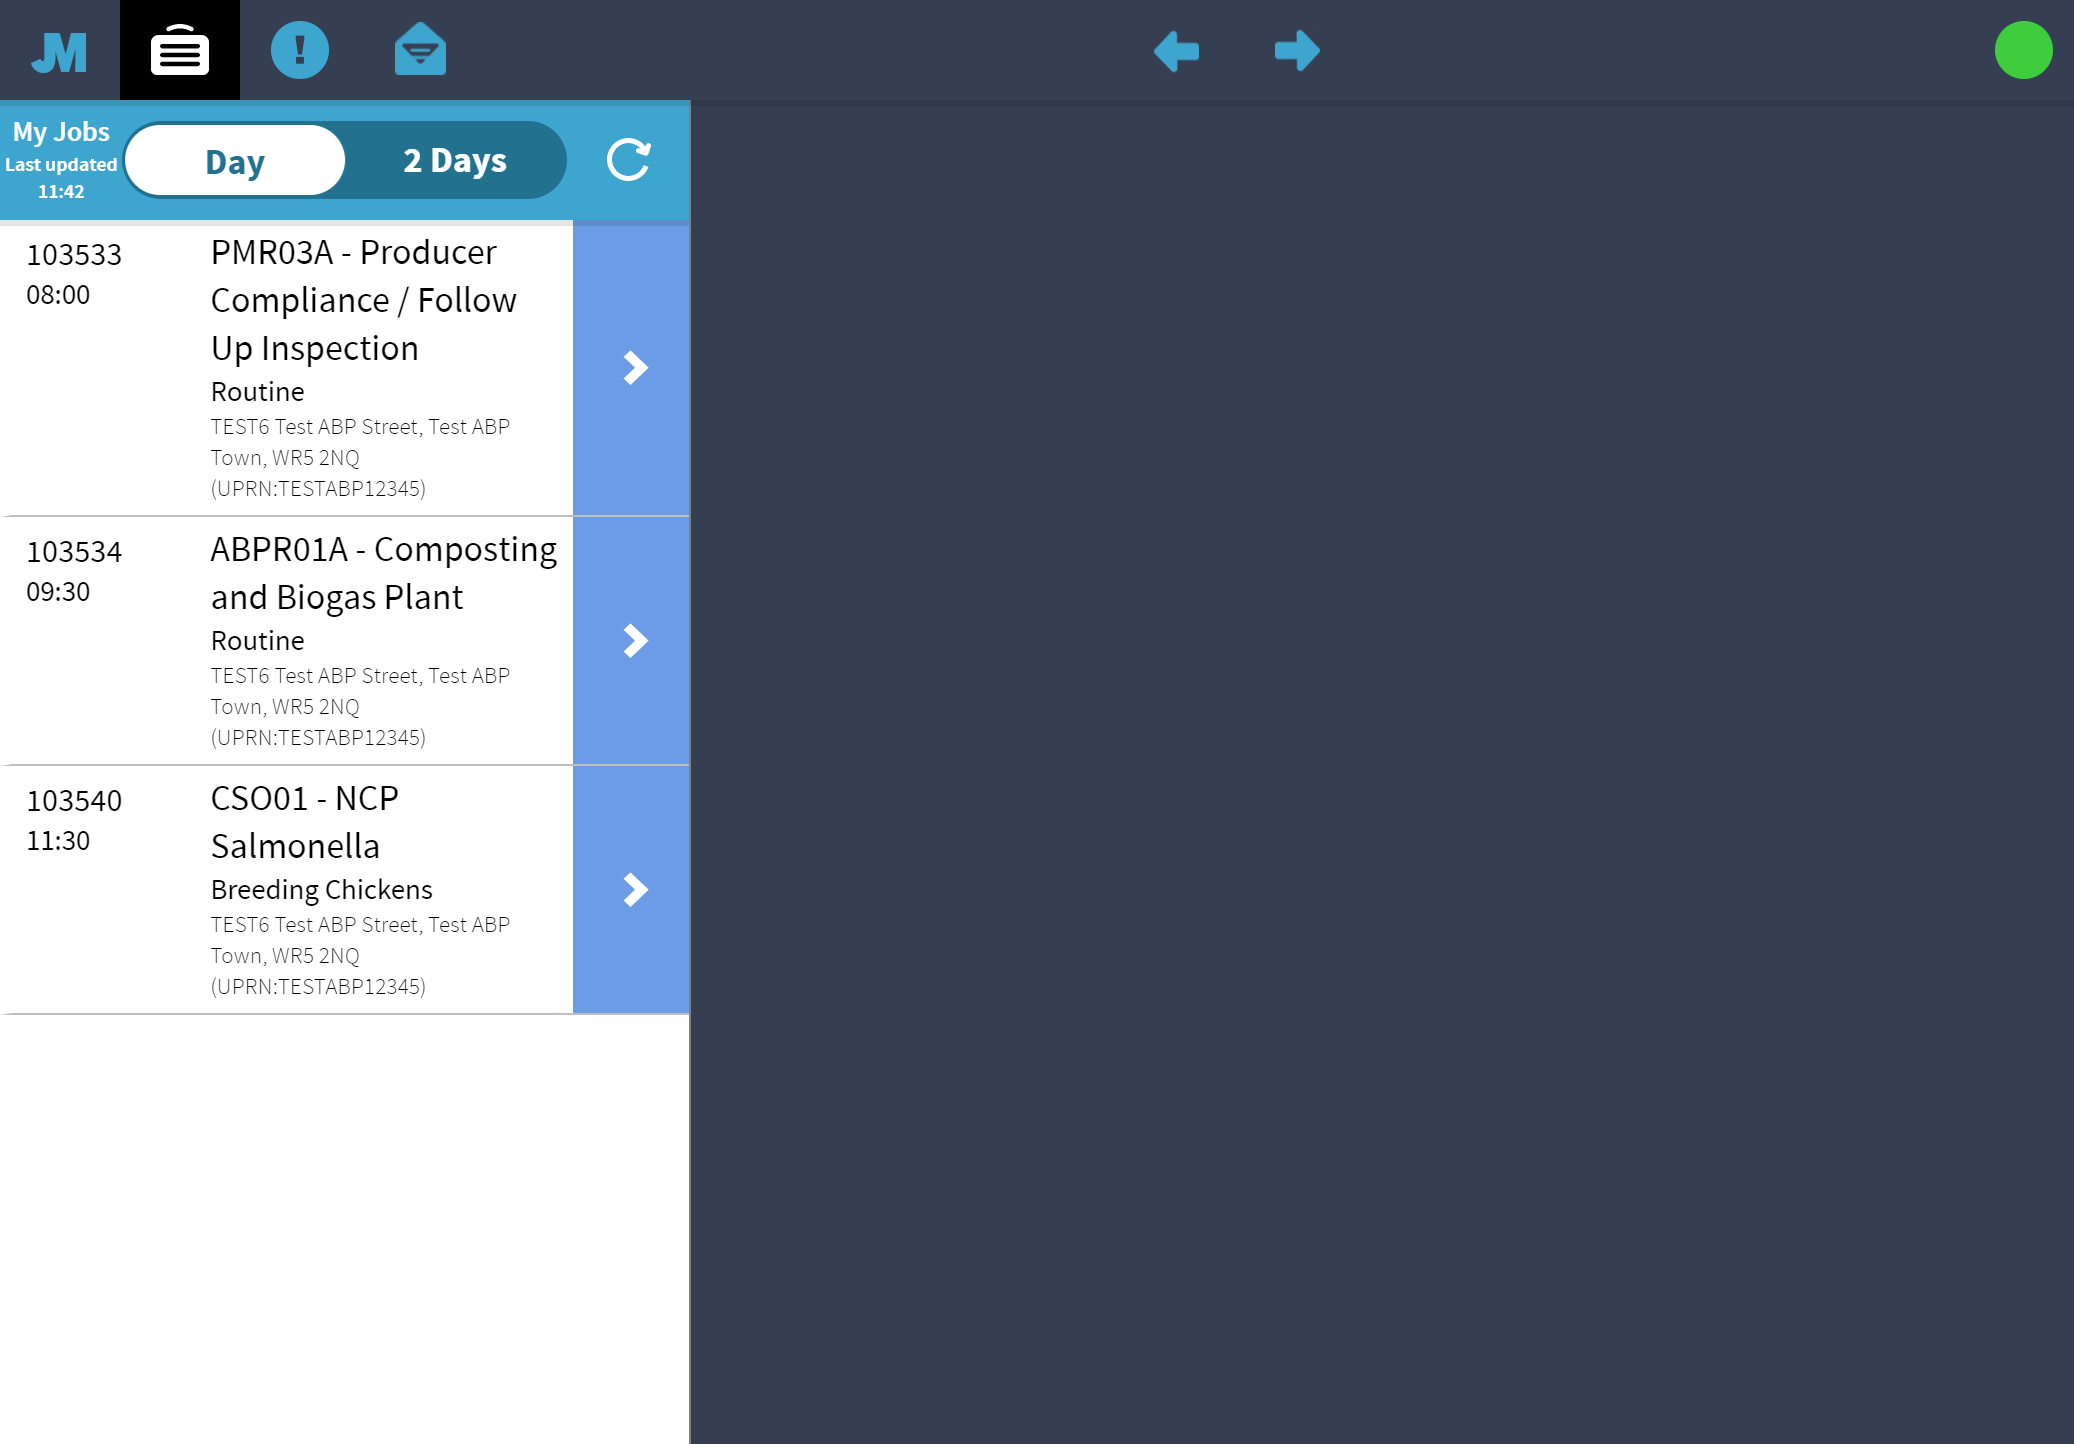 JM
My Jobs
Last updated
11:42
Day
2 Days
103533
08:00
PMR03A - Producer
Compliance / Follow
Up Inspection
Routine
TEST6 Test ABP Street, Test ABP
Town, WR5 2NQ
(UPRN:TESTABP12345)
103534
09:30
ABPR01A - Composting
and Biogas Plant
Routine
TEST6 Test ABP Street, Test ABP
Town, WR5 2NQ
(UPRN:TESTABP12345)
103540
11:30
CSO01 - NCP
Salmonella
Breeding Chickens
TEST6 Test ABP Street, Test ABP
Town, WR5 2NQ
(UPRN:TESTABP12345)